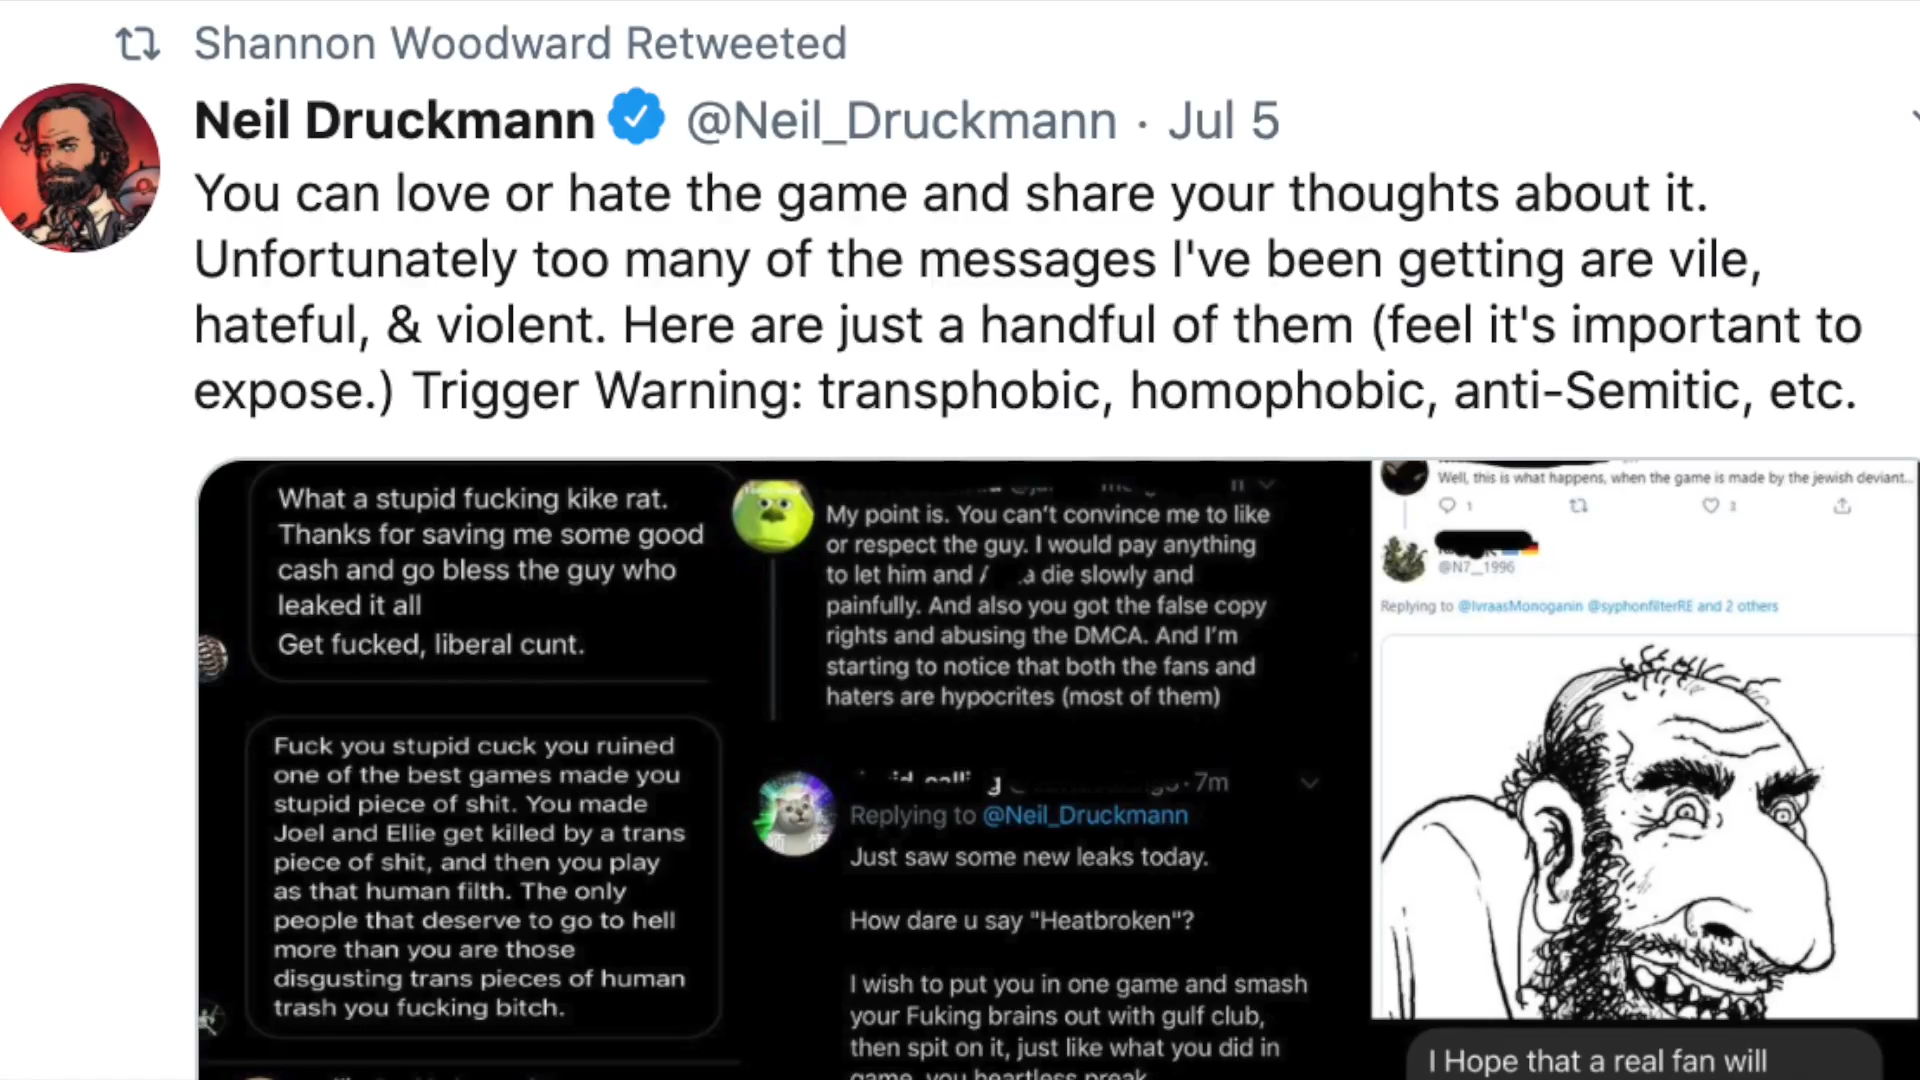 Shannon Woodward Retweeted
Neil Druckmann @Neil_Druckmann · Jul 5
You can love or hate the game and share your thoughts about it.
Unfortunately too many of the messages I've been getting are vile,
hateful, & violent. Here are just a handful of them (feel it's important to
expose.) Trigger Warning: transphobic, homophobic, anti-Semitic, etc.
What a stupid fucking kike rat.
Thanks for saving me some good
cash and go bless the guy who
leaked it all
Get fucked, liberal cunt.
Fuck you stupid cuck you ruined
one of the best games made you
stupid piece of shit. You made
Joel and Ellie get killed by a trans
piece of shit, and then you play
as that human filth. The only
people that deserve to go to hell
more than you are those
disgusting trans pieces of human
trash you fucking bitch.
My point is. You can't convince me to like
or respect the guy. I would pay anything
to let him and die slowly and
painfully. And also you got the false copy
rights and abusing the DMCA. And I'm
starting to notice that both the fans and
haters are hypocrites (most of them)
· 7m
Replying to @Neil_Druckmann
Just saw some new leaks today.
How dare u say "Heatbroken"?
I wish to put you in one game and smash
your Fuking brains out with gulf club,
then spit on it, just like what you did in
game, you heartless preak
Well, this is what happens, when the game is made by the jewish deviant...
1
@N7__1996
Replying to @IvraasMonoganin @syphonfilterRE and 2 others
I Hope that a real fan will